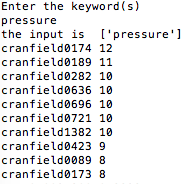 Enter the keyword(s)
pressure
the input is  ['pressure']
cranfield0174 12
cranfield0189 11
cranfield0282 10
cranfield0636 10
cranfield0696 10
cranfield0721 10
cranfield1382 10
cranfield0423 9
cranfield0089 8
cranfield0173 8